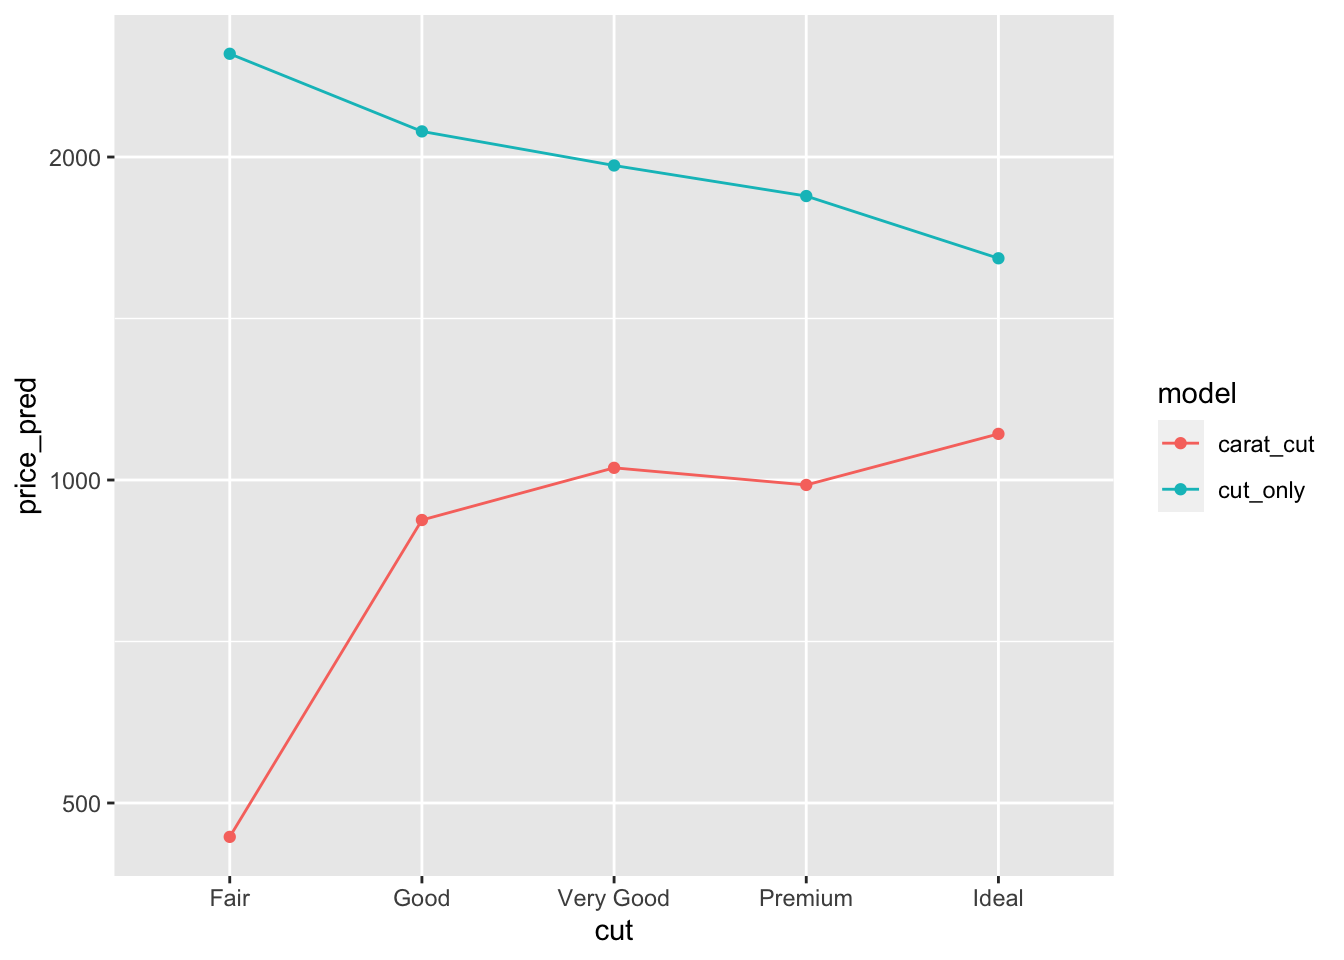 2000
1000
500
price_pred
Fair
Good
Very Good
Premium
Ideal
cut
model
carat_cut
cut_only